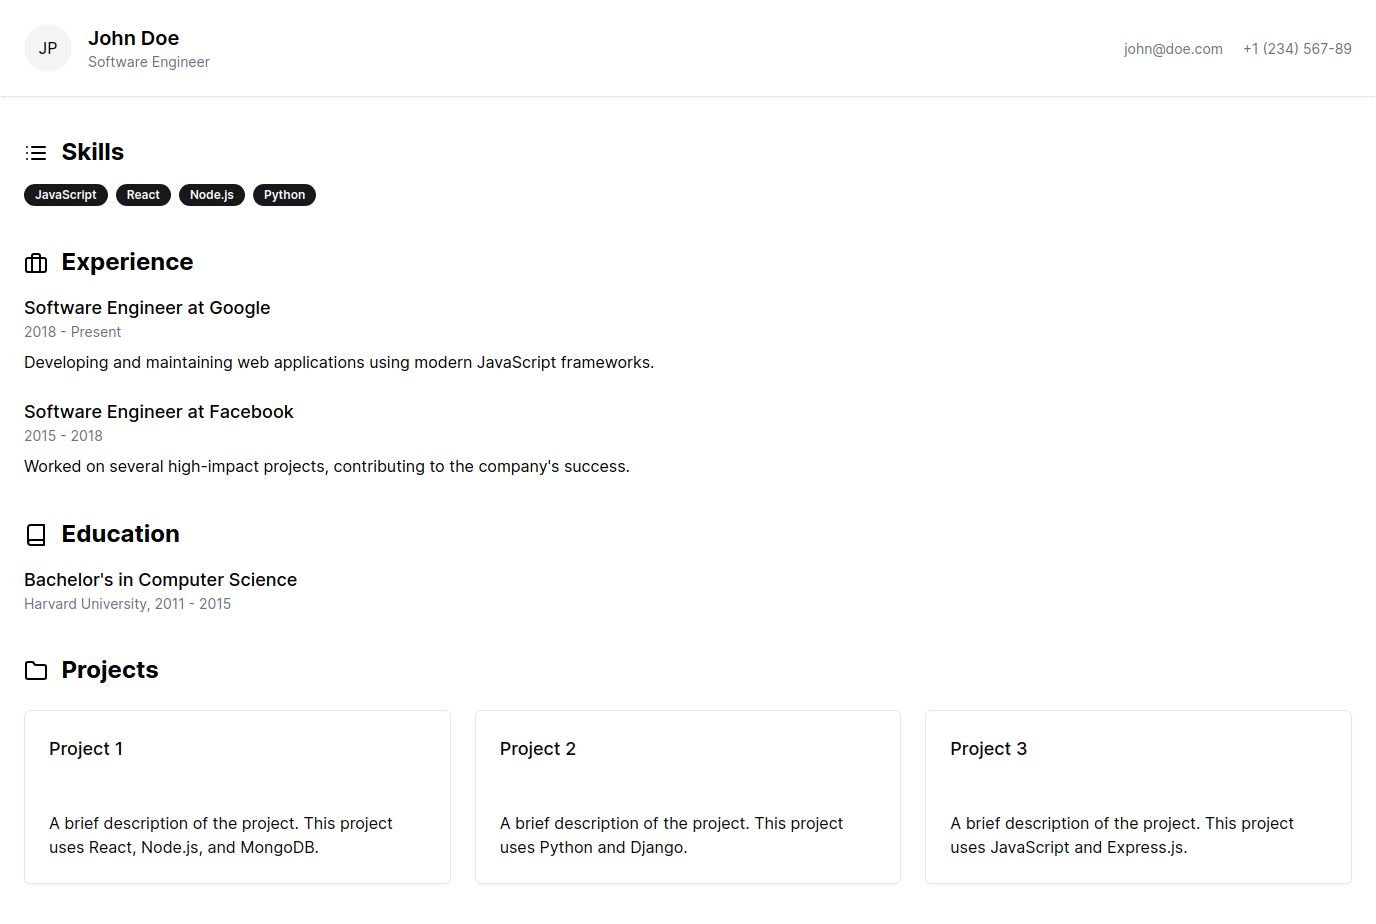 JP
John Doe
Software Engineer
john@doe.com +1 (234) 567-89
Skills
JavaScript React Node.js Python
Experience
Software Engineer at Google
2018 - Present
Developing and maintaining web applications using modern JavaScript frameworks.
Software Engineer at Facebook
2015 - 2018
Worked on several high-impact projects, contributing to the company's success.
Education
Bachelor's in Computer Science
Harvard University, 2011 - 2015
Projects
Project 1
A brief description of the project. This project
uses React, Node.js, and MongoDB.
Project 2
A brief description of the project. This project
uses Python and Django.
Project 3
A brief description of the project. This project
uses JavaScript and Express.js.